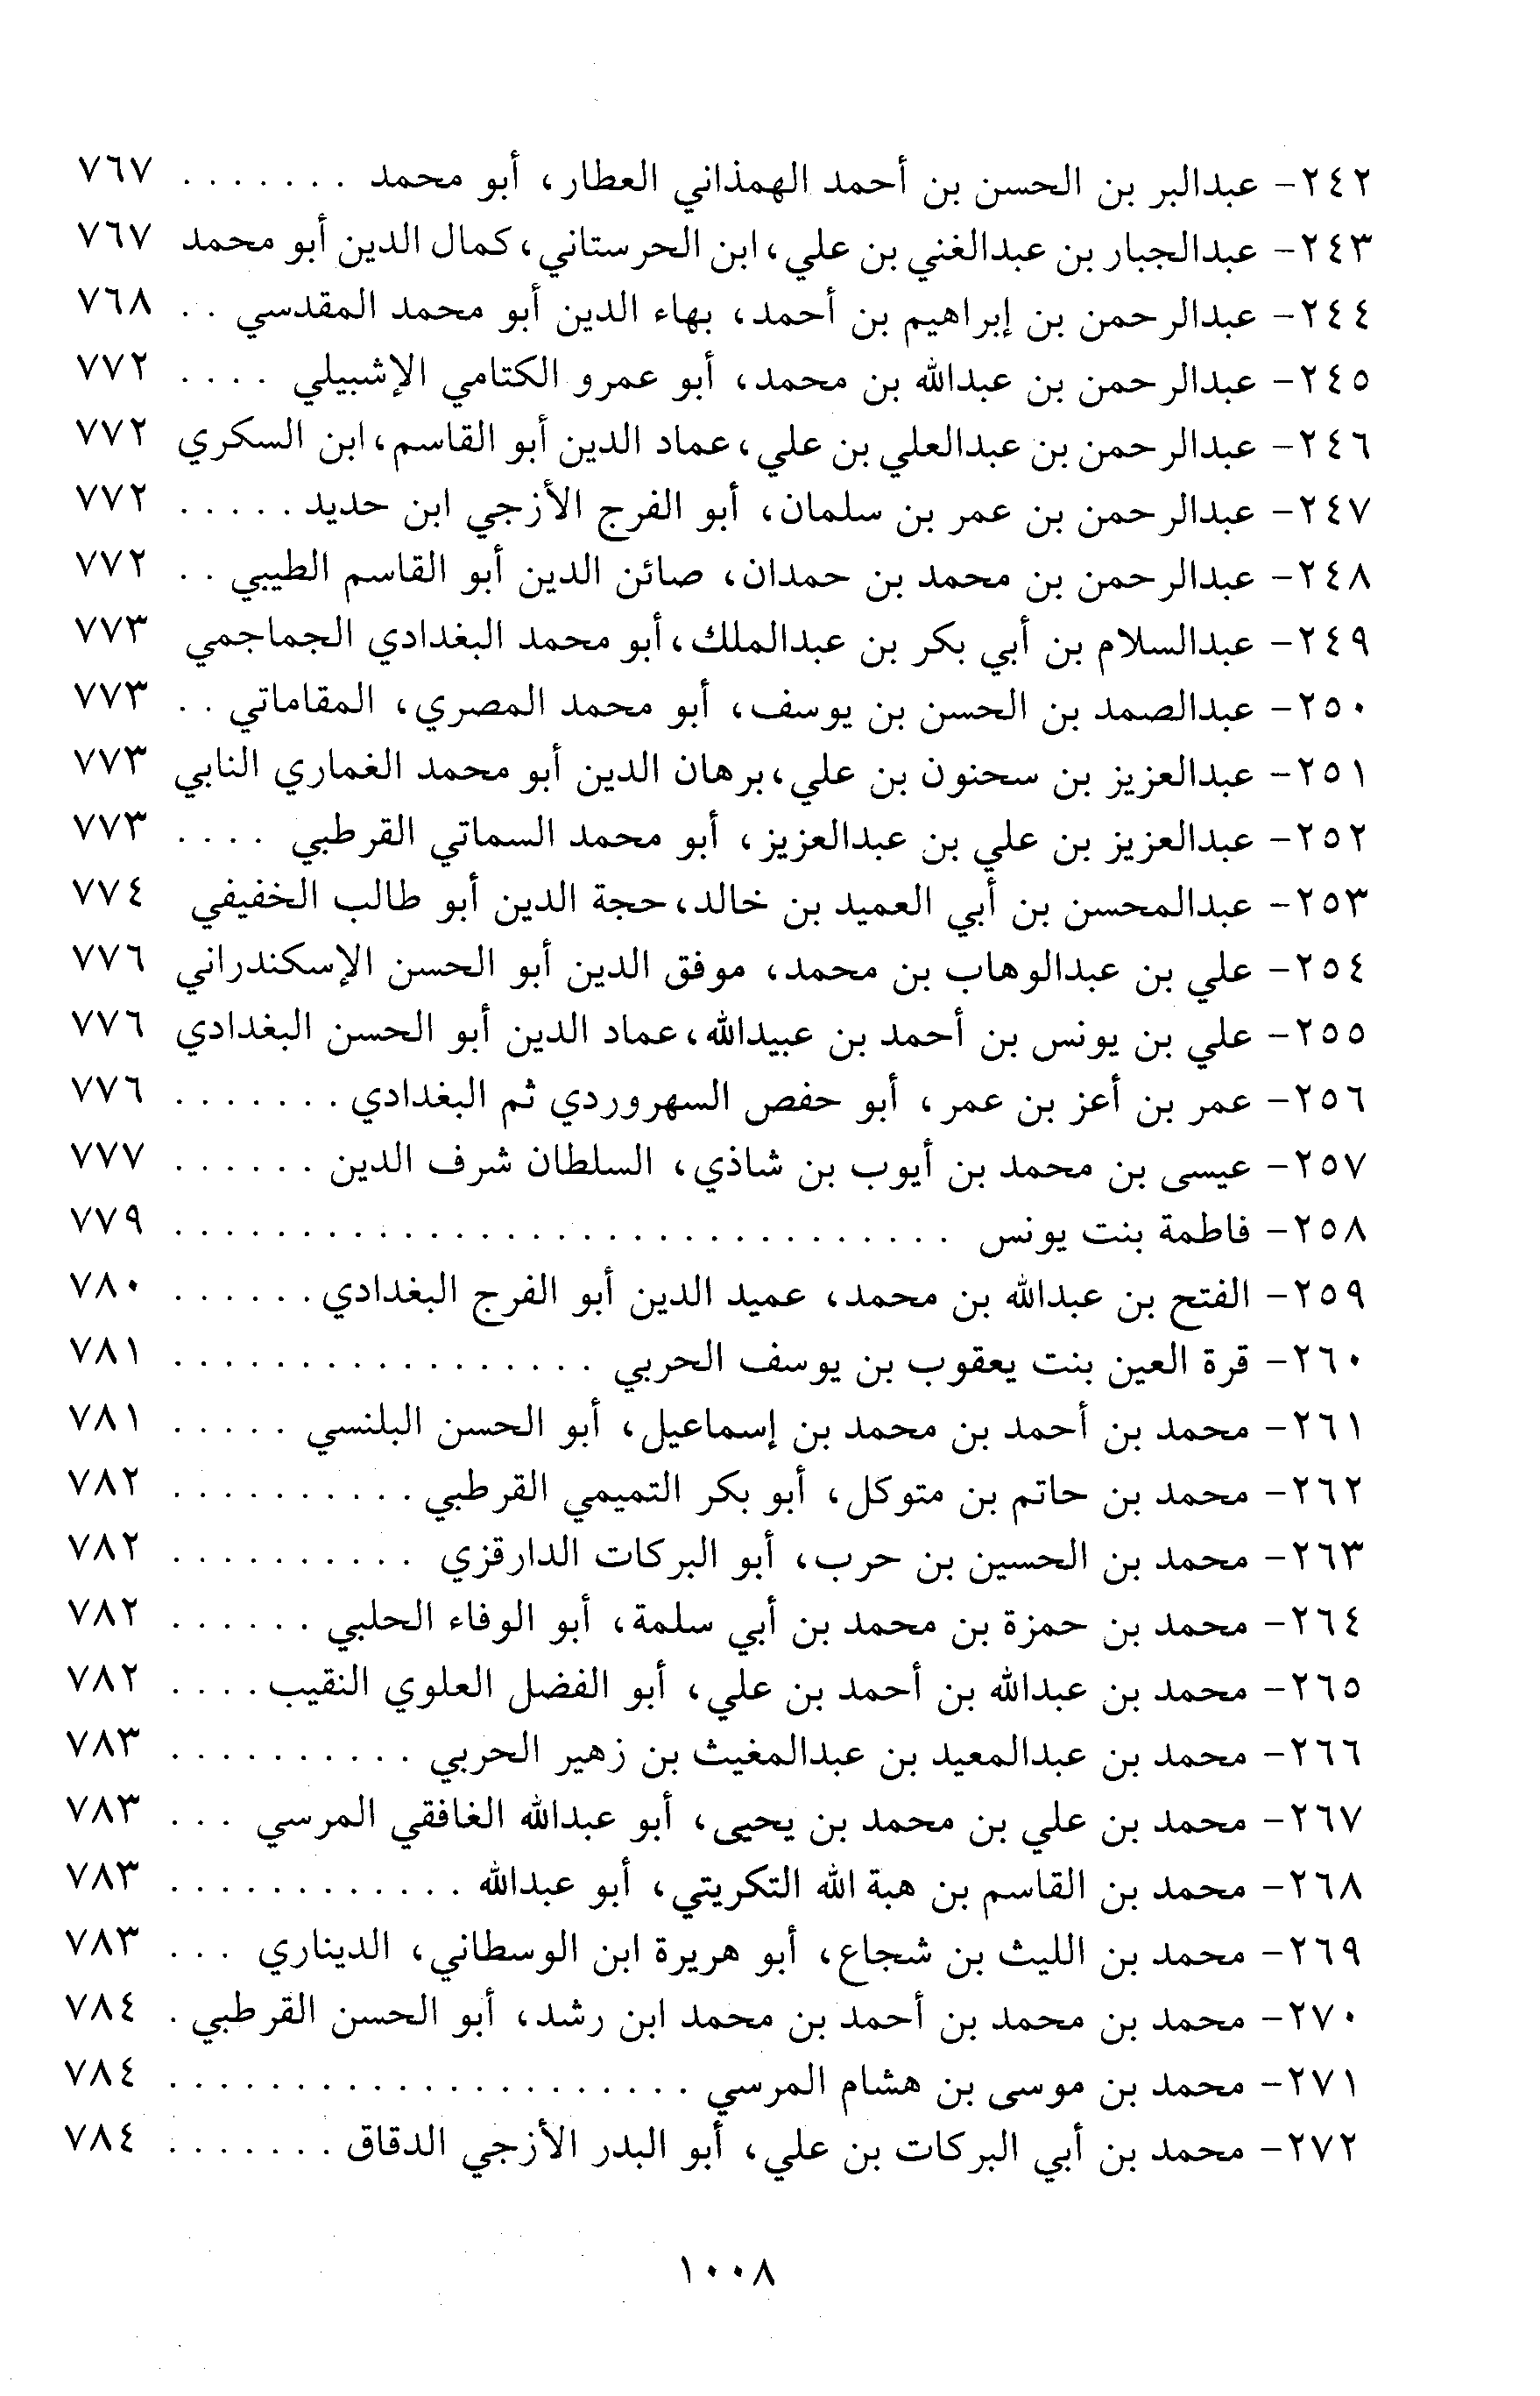 ٢٤٢- عبدالبر بن الحسن بن أحمد الهمذاني العطار، أبو محمد . . . . . . . ٧٦٧
٢٤٣- عبدالجبار بن عبدالغني بن علي، ابن الحرستاني، كمال الدين أبو محمد ٧٦٧
٢٤٤- عبدالرحمن بن إبراهيم بن أحمد، بهاء الدين أبو محمد المقدسي . . ٧٦٨
٢٤٥- عبدالرحمن بن عبدالله بن محمد، أبو عمرو الكتامي الإشبيلي . . . . ٧٧٢
٢٤٦- عبدالرحمن بن عبدالعلي بن علي، عماد الدين أبو القاسم، ابن السكري ٧٧٢
٢٤٧- عبدالرحمن بن عمر بن سلمان، أبو الفرج الأزجي ابن حديد . . . . . ٧٧٢
٢٤٨- عبدالرحمن بن محمد بن حمدان، صائن الدين أبو القاسم الطيبي . . ٧٧٢
٢٤٩- عبدالسلام بن أبي بكر بن عبدالملك، أبو محمد البغدادي الجماجمي ٧٧٣
٢٥٠- عبدالصمد بن الحسن بن يوسف، أبو محمد المصري، المقاماتي . . ٧٧٣
٢٥١- عبدالعزيز بن سحنون بن علي، برهان الدين أبو محمد الغماري النابي ٧٧٣
٢٥٢- عبدالعزيز بن علي بن عبدالعزيز، أبو محمد السماتي القرطبي . . . . ٧٧٣
٢٥٣- عبدالمحسن بن أبي العميد بن خالد، حجة الدين أبو طالب الخفيفي ٧٧٤
٢٥٤- علي بن عبدالوهاب بن محمد، موفق الدين أبو الحسن الإسكندراني ٧٧٦
٢٥٥- علي بن يونس بن أحمد بن عبيدالله، عماد الدين أبو الحسن البغدادي ٧٧٦
٢٥٦- عمر بن أعز بن عمر، أبو حفص السهروردي ثم البغدادي . . . . . . . ٧٧٦
٢٥٧- عيسى بن محمد بن أيوب بن شاذي، السلطان شرف الدين . . . . . . ٧٧٧
٢٥٨- فاطمة بنت يونس . . . . . . . . . . . . . . . . . . . . . . . . . . . . . . . ٧٧٩
٢٥٩- الفتح بن عبدالله بن محمد، عميد الدين أبو الفرج البغدادي . . . . . . ٧٨٠
٢٦٠- قرة العين بنت يعقوب بن يوسف الحربي . . . . . . . . . . . . . . . . . ٧٨١
٢٦١- محمد بن أحمد بن محمد بن إسماعيل، أبو الحسن البلنسي . . . . . ٧٨١
٢٦٢- محمد بن حاتم بن متوكل، أبو بكر التميمي القرطبي . . . . . . . . . . ٧٨٢
٢٦٣- محمد بن الحسين بن حرب، أبو البركات الدارقزي . . . . . . . . . . ٧٨٢
٢٦٤- محمد بن حمزة بن محمد بن أبي سلمة، أبو الوفاء الحلبي . . . . . . ٧٨٢
٢٦٥- محمد بن عبدالله بن أحمد بن علي، أبو الفضل العلوي النقيب . . . . ٧٨٢
٢٦٦- محمد بن عبدالمعيد بن عبدالمغيث بن زهير الحربي . . . . . . . . . . ٧٨٣
٢٦٧- محمد بن علي بن محمد بن يحيى، أبو عبدالله الغافقي المرسي . . . ٧٨٣
٢٦٨- محمد بن القاسم بن هبة الله التكريتي، أبو عبدالله . . . . . . . . . . . . ٧٨٣
٢٦٩- محمد بن الليث بن شجاع، أبو هريرة ابن الوسطاني، الديناري . . . ٧٨٣
٢٧٠- محمد بن محمد بن أحمد بن محمد ابن رشد، أبو الحسن القرطبي . ٧٨٤
٢٧١- محمد بن موسى بن هشام المرسي . . . . . . . . . . . . . . . . . . . . . ٧٨٤
٢٧٢- محمد بن أبي البركات بن علي، أبو البدر الأزجي الدقاق . . . . . . . ٧٨٤
١٠٠٨